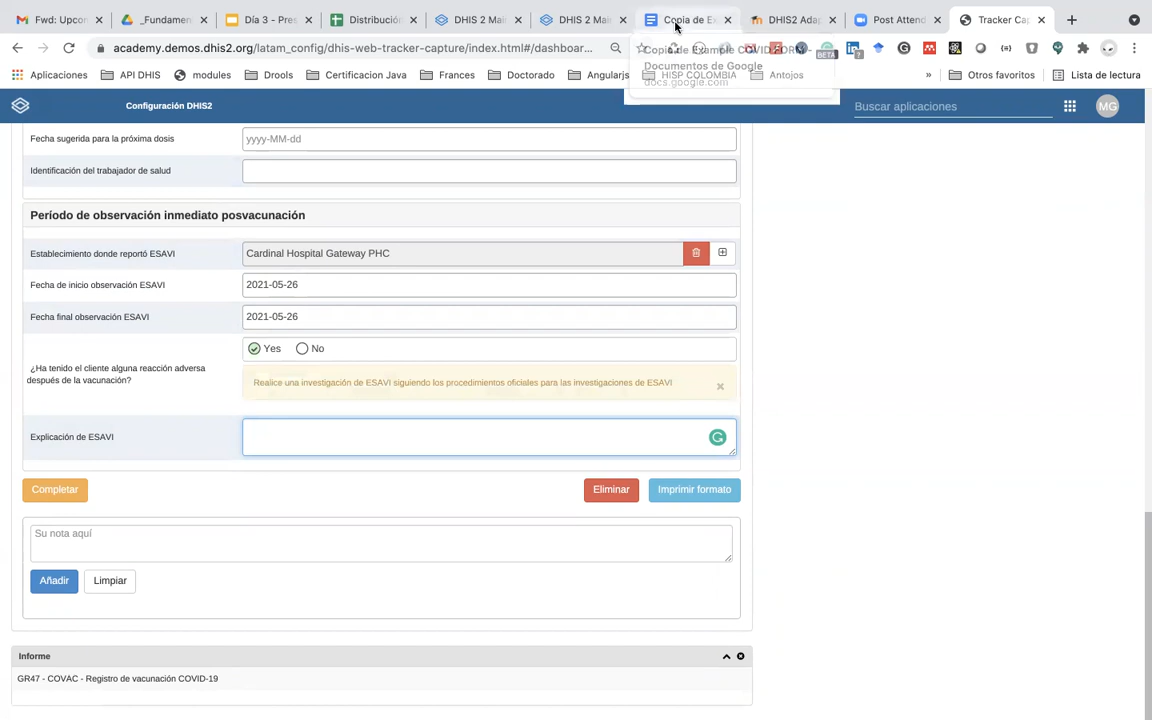 Fwd: Upcon
_Fundamen
Día 3 - Pres
Distribución
DHIS 2 Mai
DHIS 2 Mai
Copia de Ex
DHIS2 Adap
Post Attend
Tracker Cap
academy.demos.dhis2.org/latam_config/dhis-web-tracker-capture/index.html#/dashboar...
BETA
Copia de Example COVID FORM -
Documentos de Google
docs.google.com
Aplicaciones
API DHIS
modules
Drools
Certificacion Java
Frances
Doctorado
Angularjs
HISP COLOMBIA
Antojos
»
Otros favoritos
Lista de lectura
Configuración DHIS2
Buscar aplicaciones
MG
Fecha sugerida para la próxima dosis
yyyy-MM-dd
Identificación del trabajador de salud
Período de observación inmediato posvacunación
Establecimiento donde reportó ESAVI
Cardinal Hospital Gateway PHC
Fecha de inicio observación ESAVI
2021-05-26
Fecha final observación ESAVI
2021-05-26
¿Ha tenido el cliente alguna reacción adversa
después de la vacunación?
Yes
No
Realice una investigación de ESAVI siguiendo los procedimientos oficiales para las investigaciones de ESAVI
×
Explicación de ESAVI
Completar
Eliminar
Imprimir formato
Su nota aquí
Añadir
Limpiar
Informe
GR47 - COVAC - Registro de vacunación COVID-19